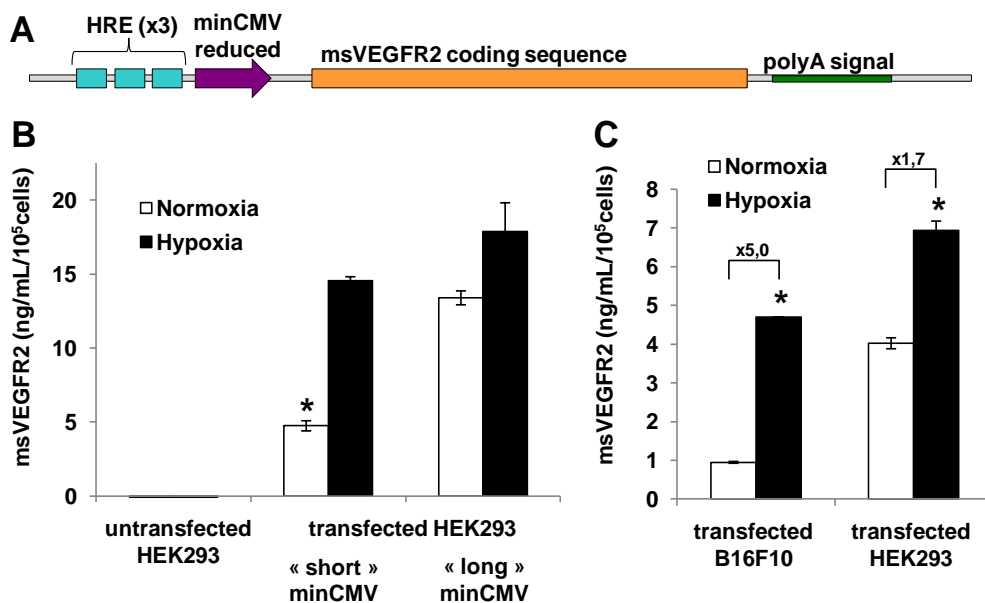 A
HRE (x3)
minCMV
reduced
msVEGFR2 coding sequence
polyA signal
B
msVEGFR2 (ng/mL/10⁵cells)
20
15
10
5
0
Normoxia
Hypoxia
*
untransfected
HEK293
transfected HEK293
« short »
minCMV
« long »
minCMV
C
msVEGFR2 (ng/mL/10⁵cells)
8
7
6
5
4
3
2
1
0
Normoxia
Hypoxia
x1,7
*
x5,0
*
transfected
B16F10
transfected
HEK293